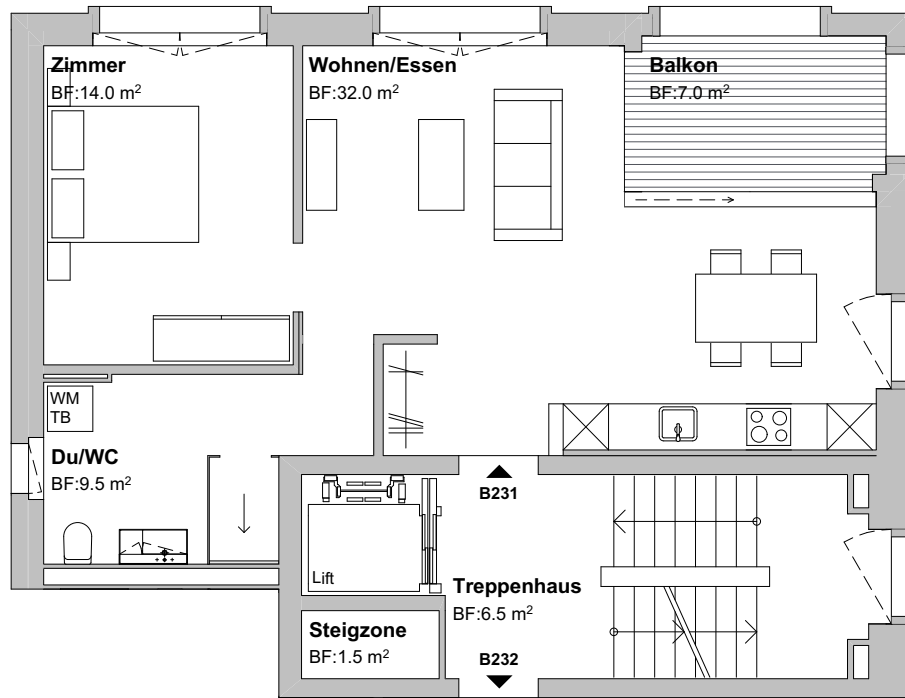 Zimmer
BF:14.0 m²
Wohnen/Essen
BF:32.0 m²
Balkon
BF:7.0 m²
WM
TB
Du/WC
BF:9.5 m²
B231
Lift
Treppenhaus
BF:6.5 m²
Steigzone
BF:1.5 m²
B232